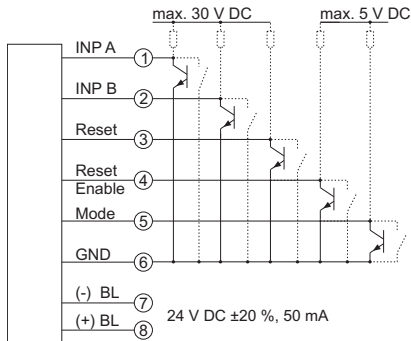 max. 30 V DC max. 5 V DC
INP A 1
INP B 2
Reset 3
Reset
Enable 4
Mode 5
GND 6
(-) BL 7
(+) BL 8
24 V DC ±20 %, 50 mA